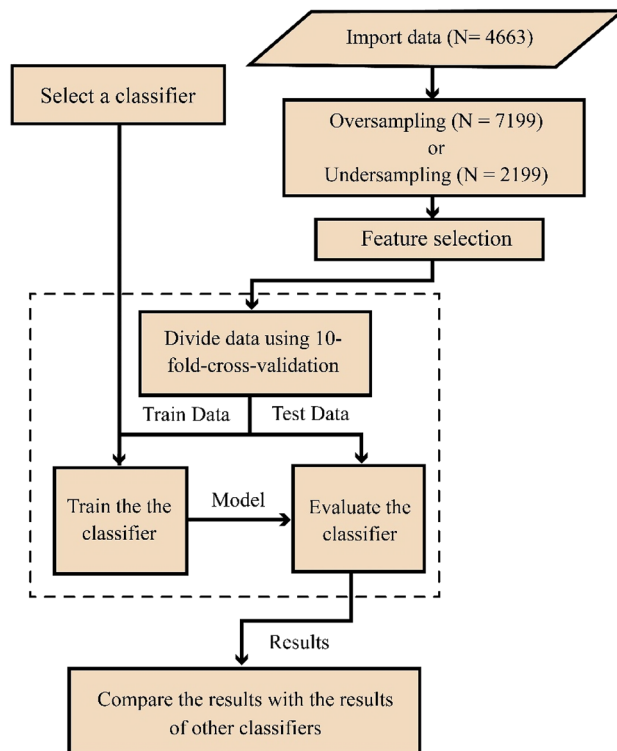 Import data (N= 4663)
Select a classifier
Oversampling (N = 7199)
or
Undersampling (N = 2199)
Feature selection
Divide data using 10-
fold-cross-validation
Train Data
Test Data
Train the the
classifier
Model
Evaluate the
classifier
Results
Compare the results with the results
of other classifiers